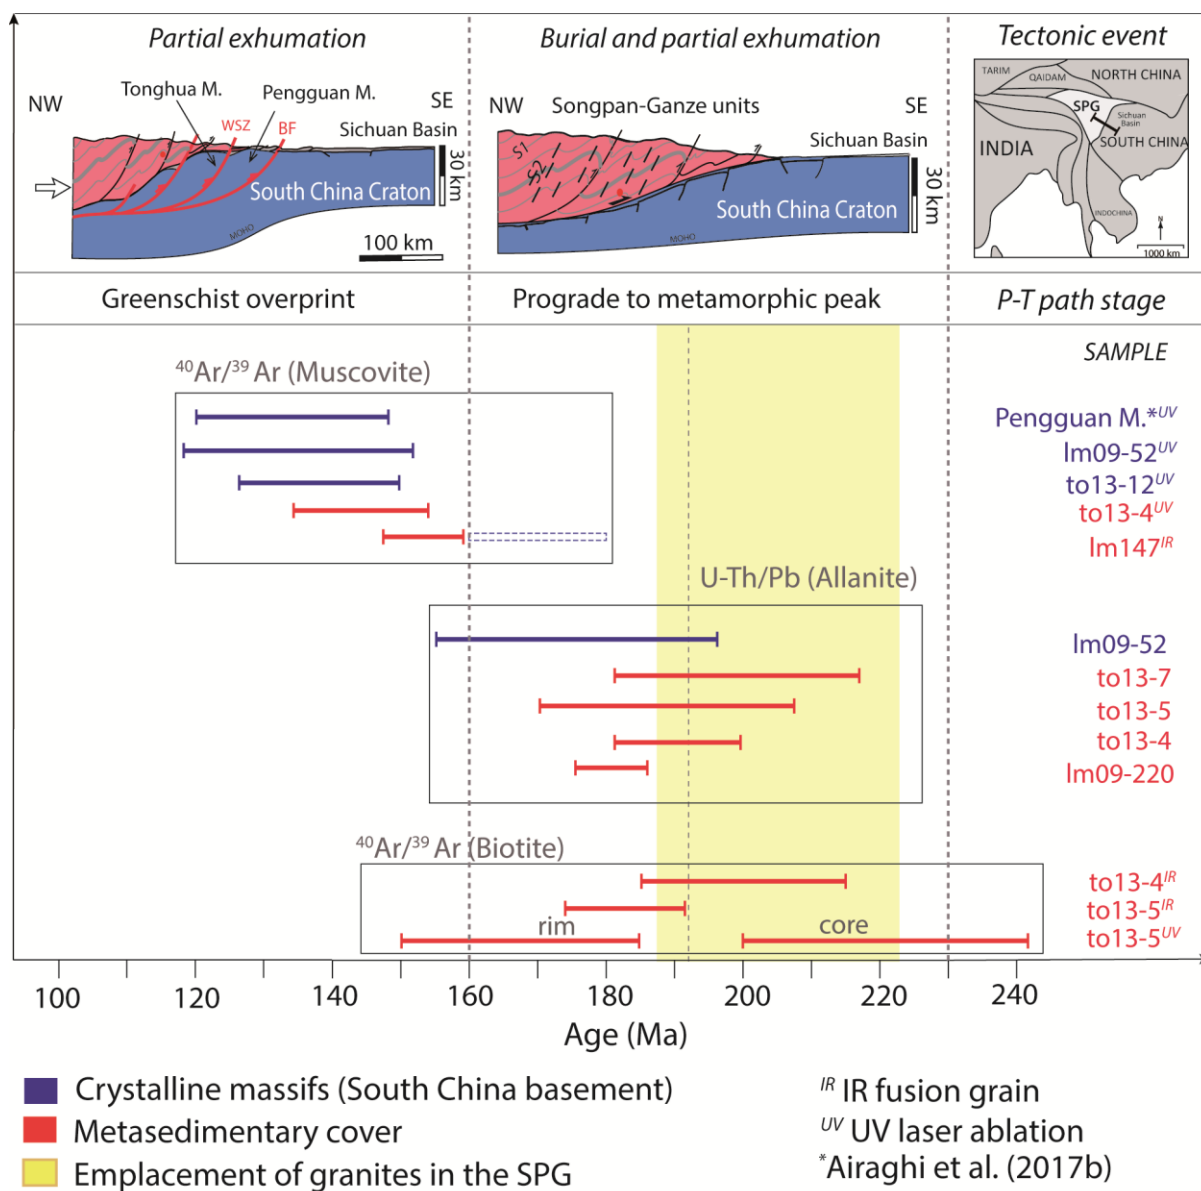 Partial exhumation
Burial and partial exhumation
Tectonic event
NW
Tonghua M.
Pengguan M.
SE
WSZ
BF
Sichuan Basin
South China Craton
MOHO
30 km
100 km
NW
Songpan-Ganze units
SE
Sichuan Basin
S1
S2
South China Craton
MOHO
30 km
TARIM
QAIDAM
NORTH CHINA
SPG
Sichuan
Basin
SOUTH CHINA
INDIA
INDOCHINA
N
1000 km
Greenschist overprint
Prograde to metamorphic peak
P-T path stage
SAMPLE
40Ar/39 Ar (Muscovite)
Pengguan M.*UV
lm09-52UV
to13-12UV
to13-4UV
lm147IR
U-Th/Pb (Allanite)
lm09-52
to13-7
to13-5
to13-4
lm09-220
40Ar/39 Ar (Biotite)
to13-4IR
to13-5IR
rim
core
to13-5UV
100 120 140 160 180 200 220 240
Age (Ma)
Crystalline massifs (South China basement)
Metasedimentary cover
Emplacement of granites in the SPG
IR IR fusion grain
UV UV laser ablation
*Airaghi et al. (2017b)